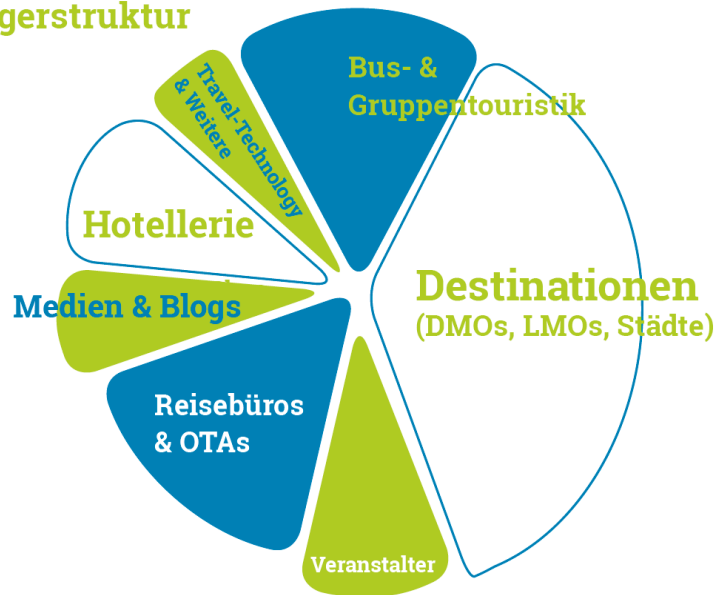 gerstruktur
Bus- &
Gruppentouristik
Travel-Technology
& Weitere
Hotellerie
Destinationen
(DMOs, LMOs, Städte)
Medien & Blogs
Reisebüros
& OTAs
Veranstalter